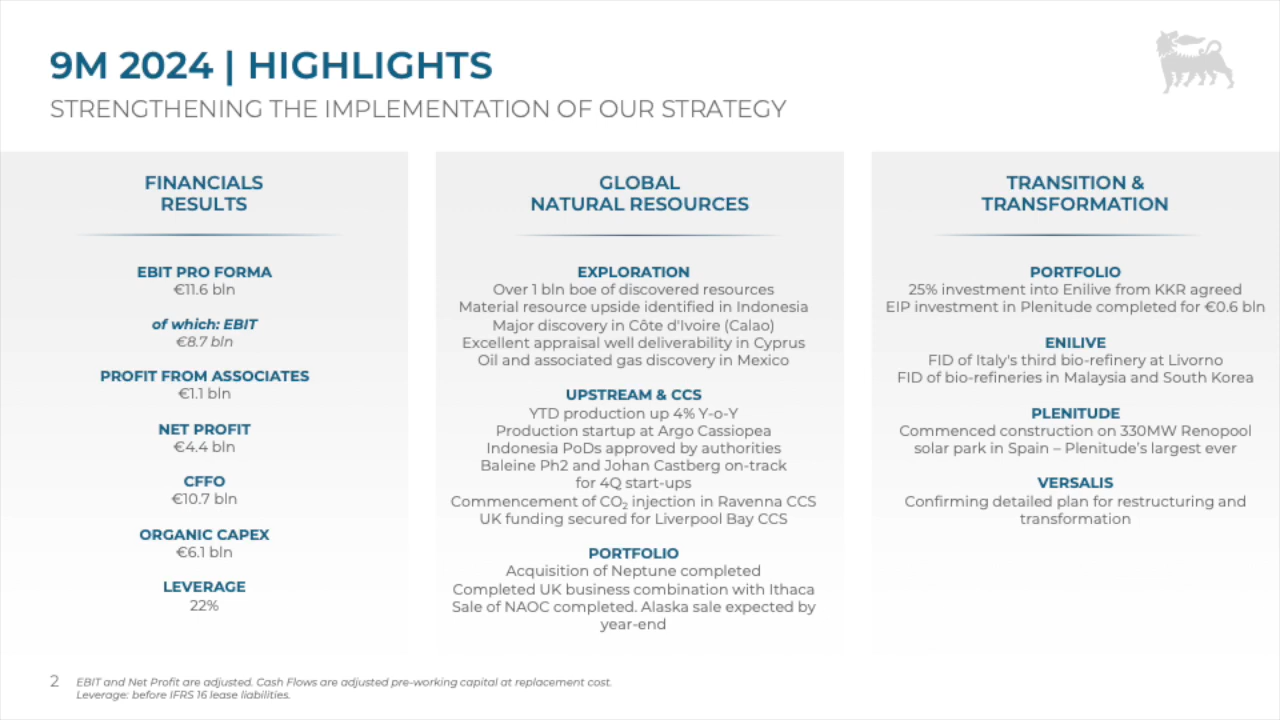 9M 2024 | HIGHLIGHTS
STRENGTHENING THE IMPLEMENTATION OF OUR STRATEGY
FINANCIALS
RESULTS
EBIT PRO FORMA
€11.6 bln
of which: EBIT
€8.7 bln
PROFIT FROM ASSOCIATES
€1.1 bln
NET PROFIT
€4.4 bln
CFFO
€10.7 bln
ORGANIC CAPEX
€6.1 bln
LEVERAGE
22%
GLOBAL
NATURAL RESOURCES
EXPLORATION
Over 1 bln boe of discovered resources
Material resource upside identified in Indonesia
Major discovery in Côte d'Ivoire (Calao)
Excellent appraisal well deliverability in Cyprus
Oil and associated gas discovery in Mexico
UPSTREAM & CCS
YTD production up 4% Y-o-Y
Production startup at Argo Cassiopea
Indonesia PoDs approved by authorities
Baleine Ph2 and Johan Castberg on-track
for 4Q start-ups
Commencement of CO₂ injection in Ravenna CCS
UK funding secured for Liverpool Bay CCS
PORTFOLIO
Acquisition of Neptune completed
Completed UK business combination with Ithaca
Sale of NAOC completed. Alaska sale expected by
year-end
TRANSITION &
TRANSFORMATION
PORTFOLIO
25% investment into Enilive from KKR agreed
EIP investment in Plenitude completed for €0.6 bln
ENILIVE
FID of Italy's third bio-refinery at Livorno
FID of bio-refineries in Malaysia and South Korea
PLENITUDE
Commenced construction on 330MW Renopool
solar park in Spain – Plenitude's largest ever
VERSALIS
Confirming detailed plan for restructuring and
transformation
2
EBIT and Net Profit are adjusted. Cash Flows are adjusted pre-working capital at replacement cost.
Leverage: before IFRS 16 lease liabilities.